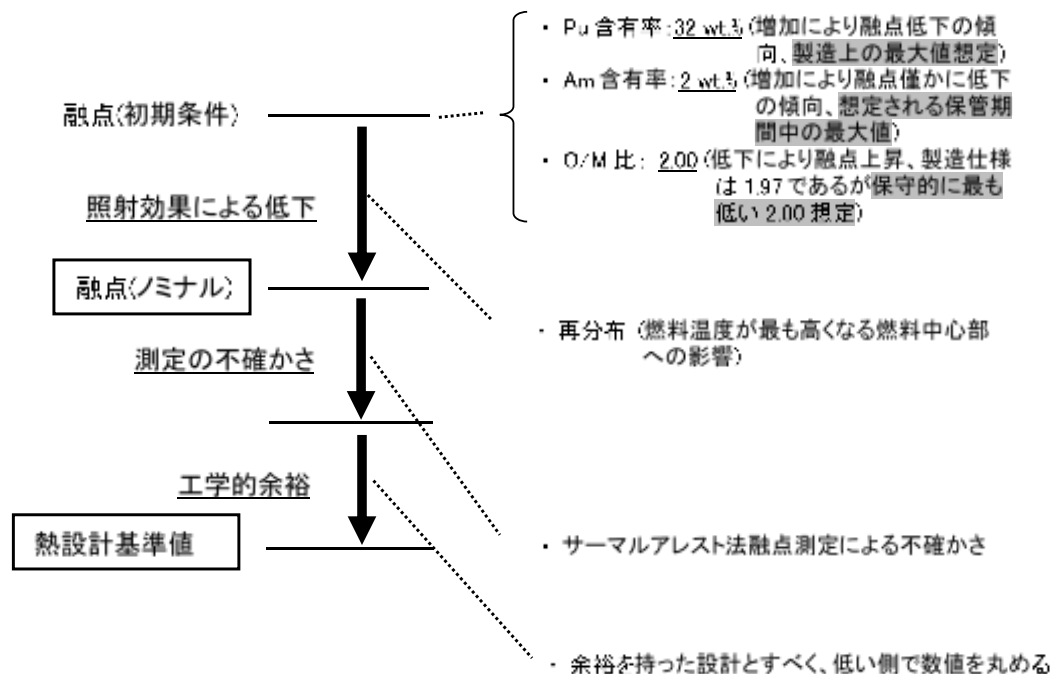 ・ Pu 含有率：32 wt.% (増加により融点低下の傾
向、製造上の最大値想定)
・ Am 含有率：2 wt.% (増加により融点僅かに低下
の傾向、想定される保管期
間中の最大値)
・ O/M 比： 2.00 (低下により融点上昇、製造仕様
は 1.97 であるが保守的に最も
低い 2.00 想定)
融点(初期条件)
照射効果による低下
融点(ノミナル)
・ 再分布 (燃料温度が最も高くなる燃料中心部
への影響)
測定の不確かさ
工学的余裕
熱設計基準値
・ サーマルアレスト法融点測定による不確かさ
・ 余裕を持った設計とすべく、低い側で数値を丸める